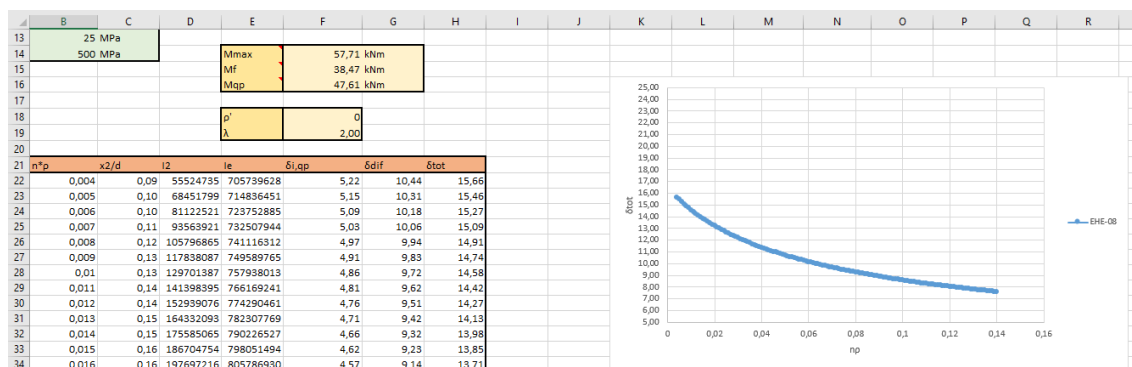 B C D E F G H I J K L M N O P Q R
13 25 MPa
14 500 MPa Mmax 57,71 kNm
15 Mf 38,47 kNm
16 Mqp 47,61 kNm
17
18 ρ' 0
19 λ 2,00
20
21 n*ρ x2/d I2 Ie δi,qp δdif δtot
22 0,004 0,09 55524735 705739628 5,22 10,44 15,66
23 0,005 0,10 68451799 714836451 5,15 10,31 15,46
24 0,006 0,10 81122521 723752885 5,09 10,18 15,27
25 0,007 0,11 93563921 732507944 5,03 10,06 15,09
26 0,008 0,12 105796865 741116312 4,97 9,94 14,91
27 0,009 0,13 117838087 749589765 4,91 9,83 14,74
28 0,01 0,13 129701387 757938013 4,86 9,72 14,58
29 0,011 0,14 141398395 766169241 4,81 9,62 14,42
30 0,012 0,14 152939076 774290461 4,76 9,51 14,27
31 0,013 0,15 164332093 782307769 4,71 9,42 14,13
32 0,014 0,15 175585065 790226527 4,66 9,32 13,98
33 0,015 0,16 186704754 798051494 4,62 9,23 13,85
34 0,016 0,16 197697216 805786930 4,57 9,14 13,71
25,00
24,00
23,00
22,00
21,00
20,00
19,00
18,00
17,00
16,00
15,00
14,00
13,00
12,00
11,00
10,00
9,00
8,00
7,00
6,00
5,00
δtot
0 0,02 0,04 0,06 0,08 0,1 0,12 0,14 0,16
nρ
EHE-08